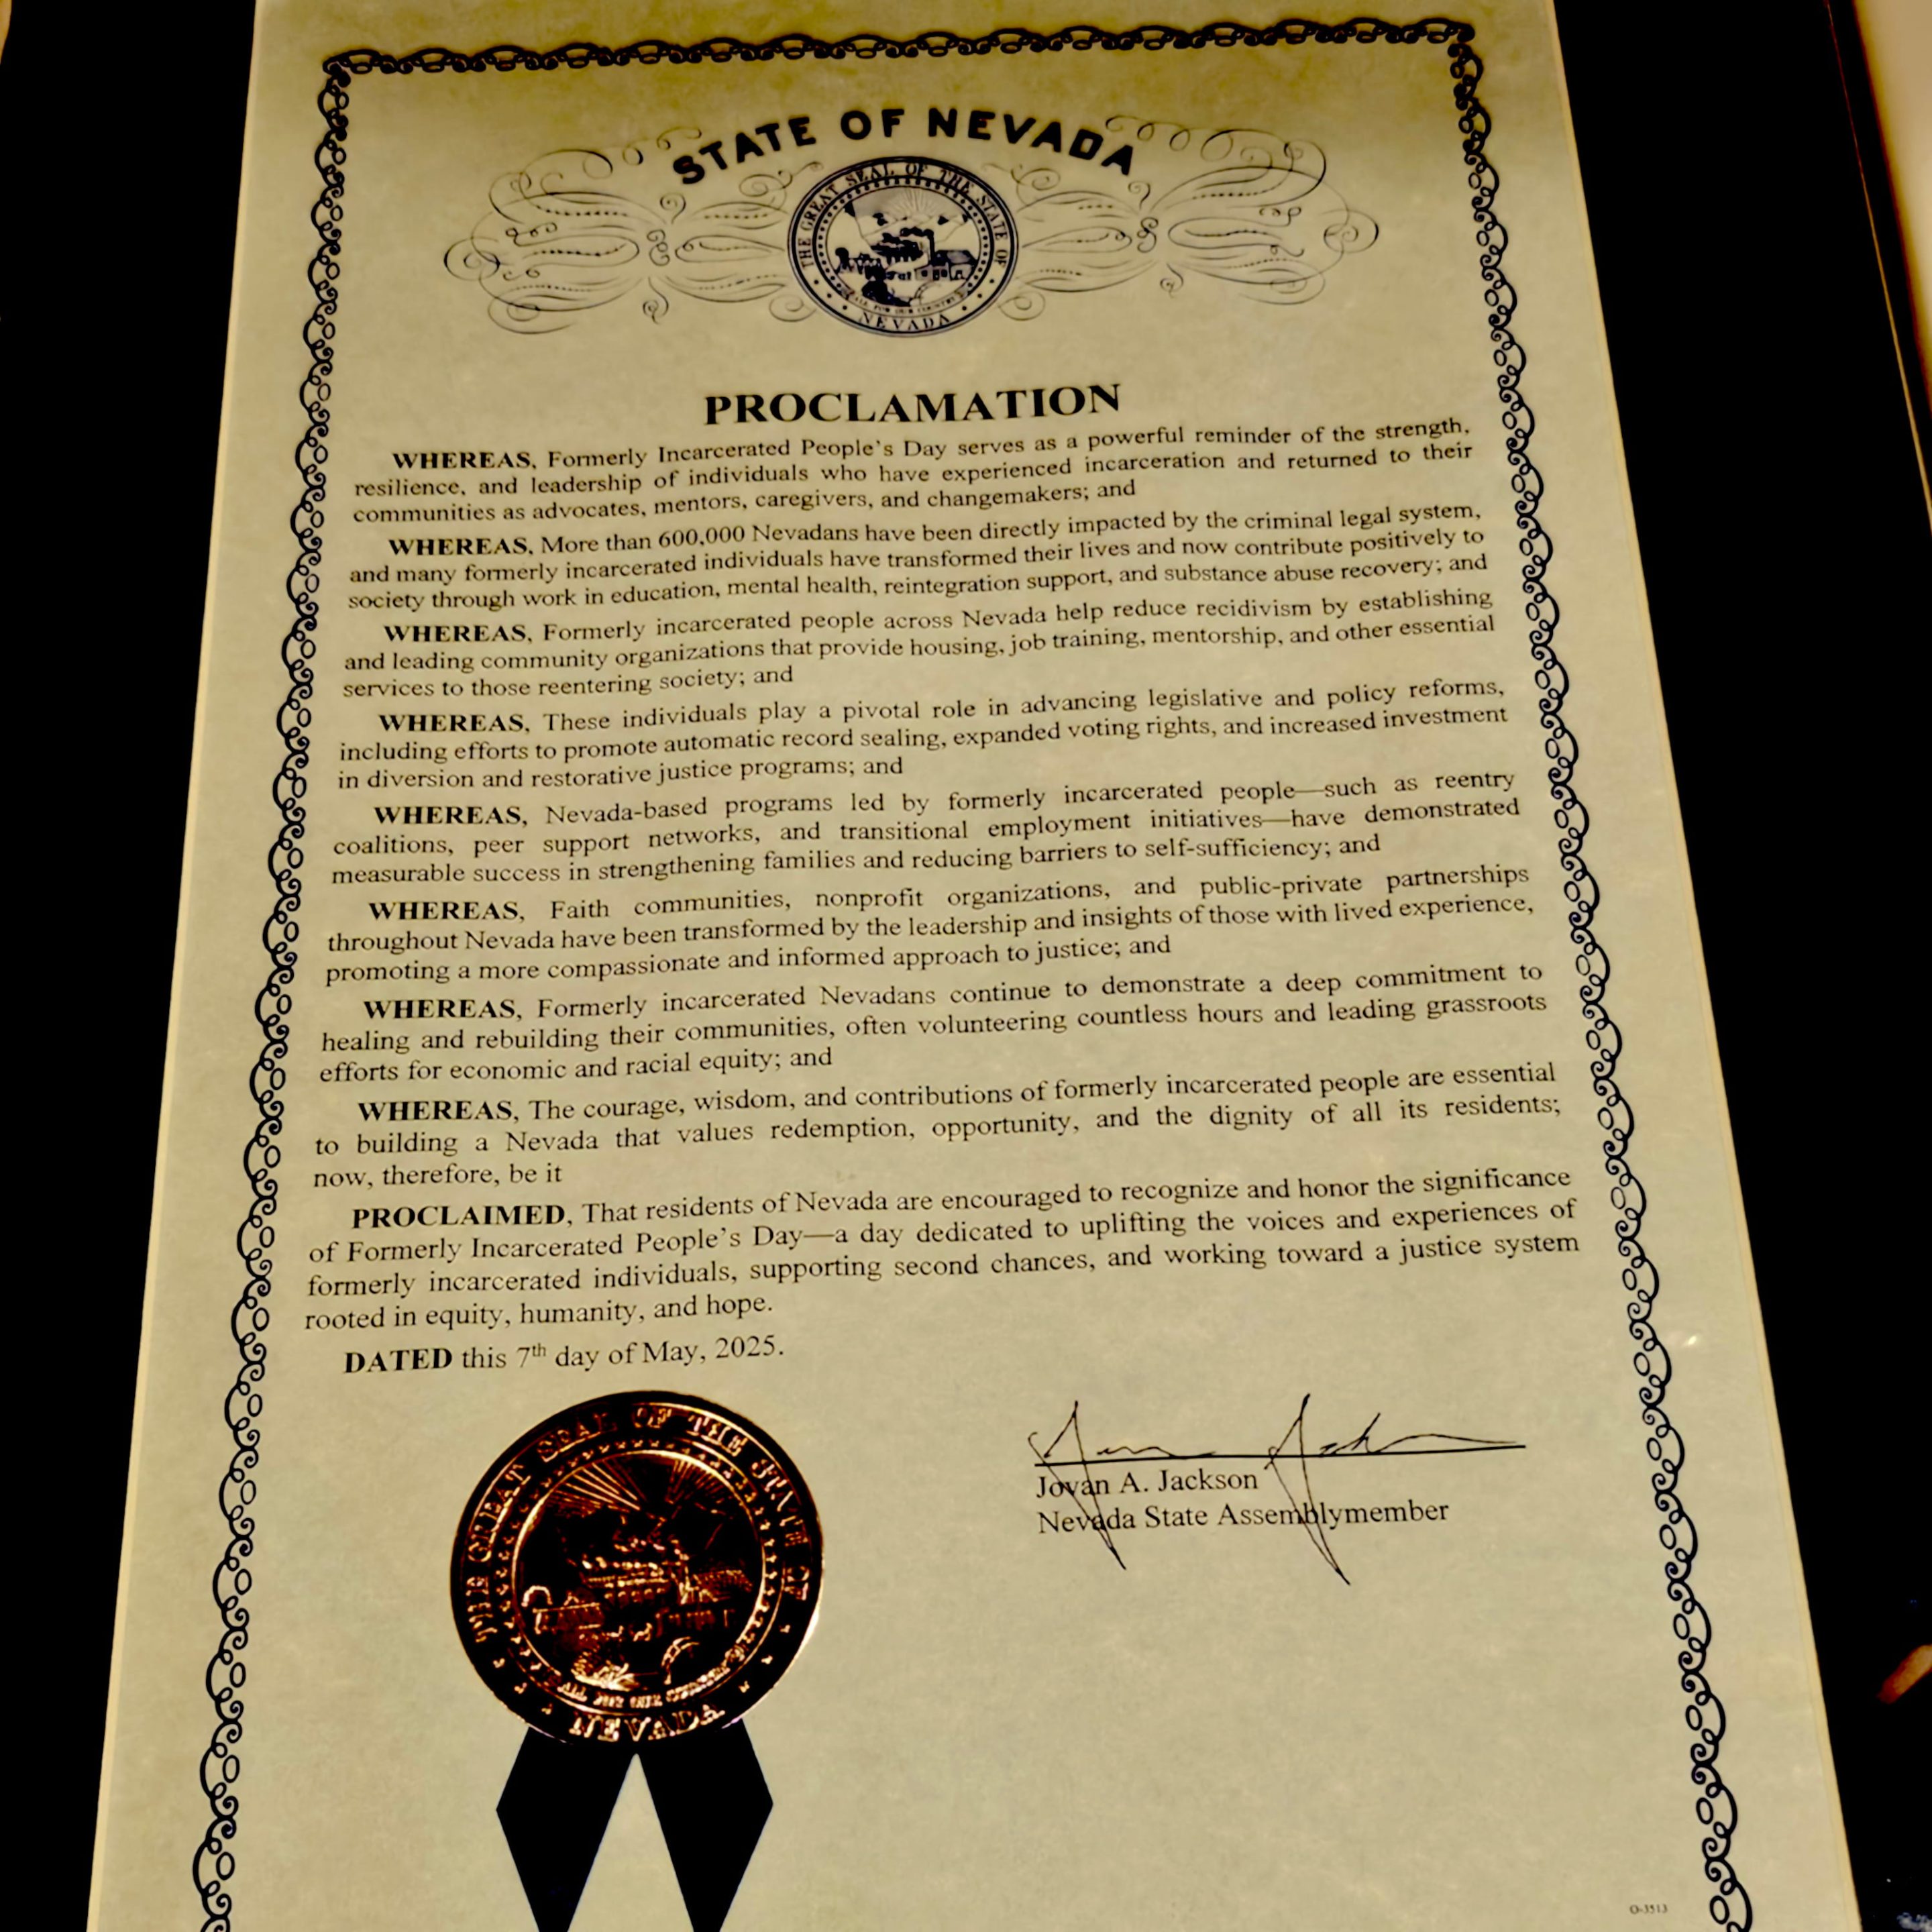 STATE OF NEVADA
THE GREAT SEAL OF THE STATE OF
ALL FOR OUR COUNTRY
NEVADA
PROCLAMATION
WHEREAS, Formerly Incarcerated People's Day serves as a powerful reminder of the strength,
resilience, and leadership of individuals who have experienced incarceration and returned to their
communities as advocates, mentors, caregivers, and changemakers; and
WHEREAS, More than 600,000 Nevadans have been directly impacted by the criminal legal system,
and many formerly incarcerated individuals have transformed their lives and now contribute positively to
society through work in education, mental health, reintegration support, and substance abuse recovery; and
WHEREAS, Formerly incarcerated people across Nevada help reduce recidivism by establishing
and leading community organizations that provide housing, job training, mentorship, and other essential
services to those reentering society; and
WHEREAS, These individuals play a pivotal role in advancing legislative and policy reforms,
including efforts to promote automatic record sealing, expanded voting rights, and increased investment
in diversion and restorative justice programs; and
WHEREAS, Nevada-based programs led by formerly incarcerated people—such as reentry
coalitions, peer support networks, and transitional employment initiatives—have demonstrated
measurable success in strengthening families and reducing barriers to self-sufficiency; and
WHEREAS, Faith communities, nonprofit organizations, and public-private partnerships
throughout Nevada have been transformed by the leadership and insights of those with lived experience,
promoting a more compassionate and informed approach to justice; and
WHEREAS, Formerly incarcerated Nevadans continue to demonstrate a deep commitment to
healing and rebuilding their communities, often volunteering countless hours and leading grassroots
efforts for economic and racial equity; and
WHEREAS, The courage, wisdom, and contributions of formerly incarcerated people are essential
to building a Nevada that values redemption, opportunity, and the dignity of all its residents;
now, therefore, be it
PROCLAIMED, That residents of Nevada are encouraged to recognize and honor the significance
of Formerly Incarcerated People's Day—a day dedicated to uplifting the voices and experiences of
formerly incarcerated individuals, supporting second chances, and working toward a justice system
rooted in equity, humanity, and hope.
DATED this 7th day of May, 2025.
Jovan A. Jackson
Nevada State Assemblymember
THE GREAT SEAL OF THE STATE OF
ALL FOR OUR COUNTRY
NEVADA
O-3513